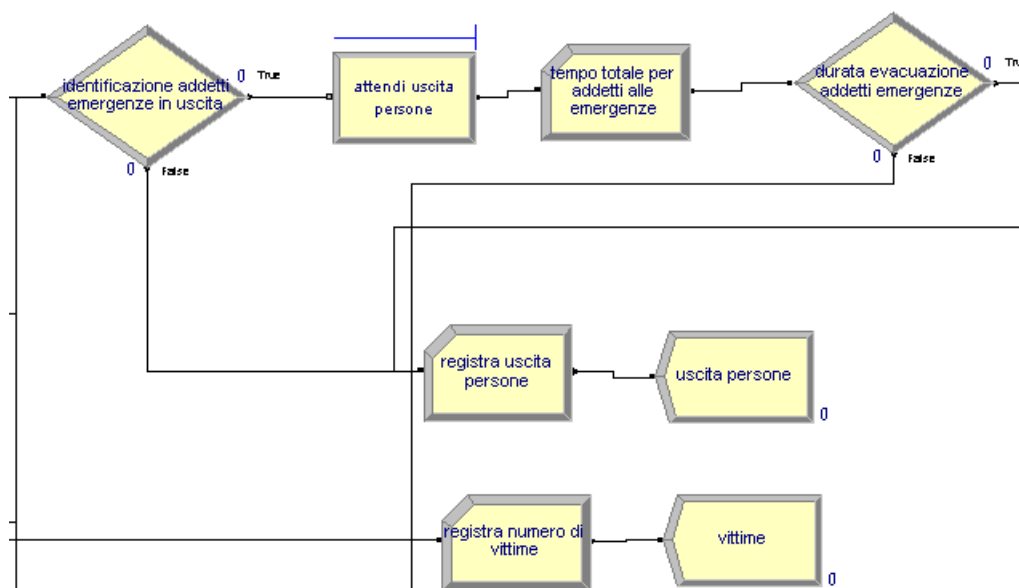 identificazione addetti
emergenze in uscita
0 True
0 False
attendi uscita
persone
tempo totale per
addetti alle
emergenze
durata evacuazione
addetti emergenze
0 Tru
0 False
registra uscita
persone
uscita persone
0
registra numero di
vittime
vittime
0